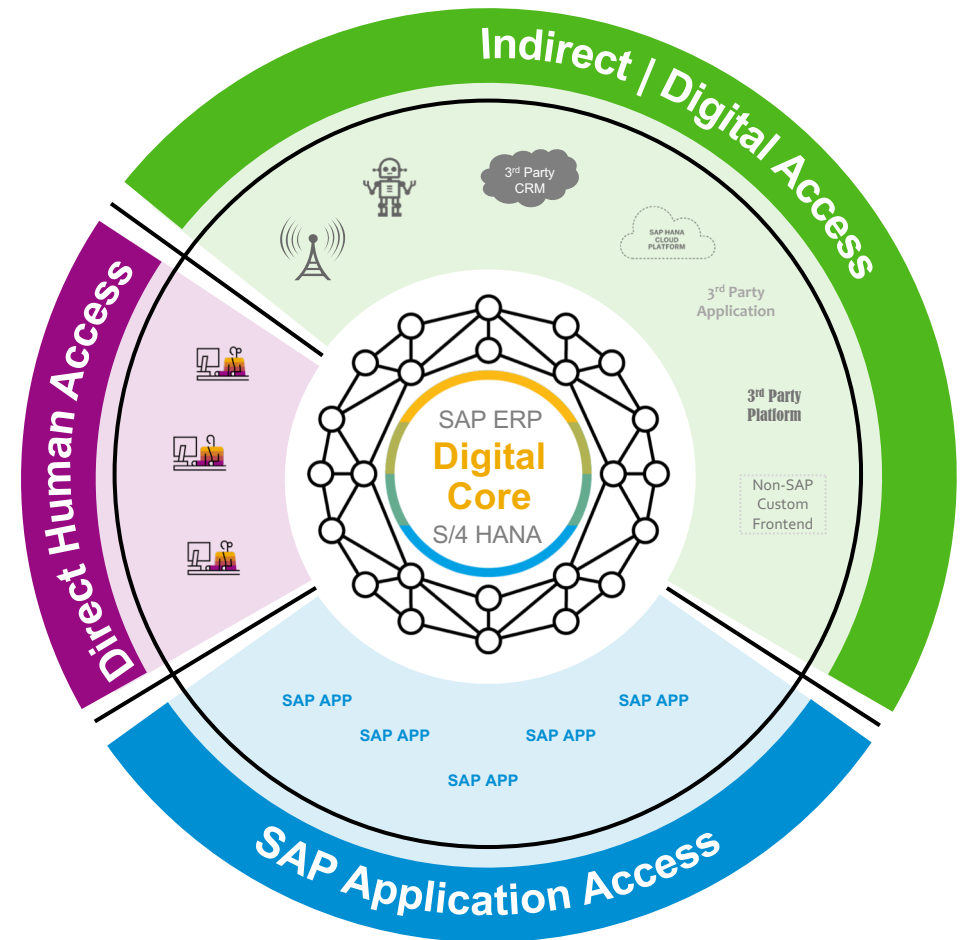 Indirect | Digital Access
3rd Party
CRM
SAP HANA
CLOUD
PLATFORM
3rd Party
Application
3rd Party
Platform
Non-SAP
Custom
Frontend
Direct Human Access
SAP ERP
Digital
Core
S/4 HANA
SAP APP
SAP APP
SAP APP
SAP APP
SAP APP
SAP Application Access